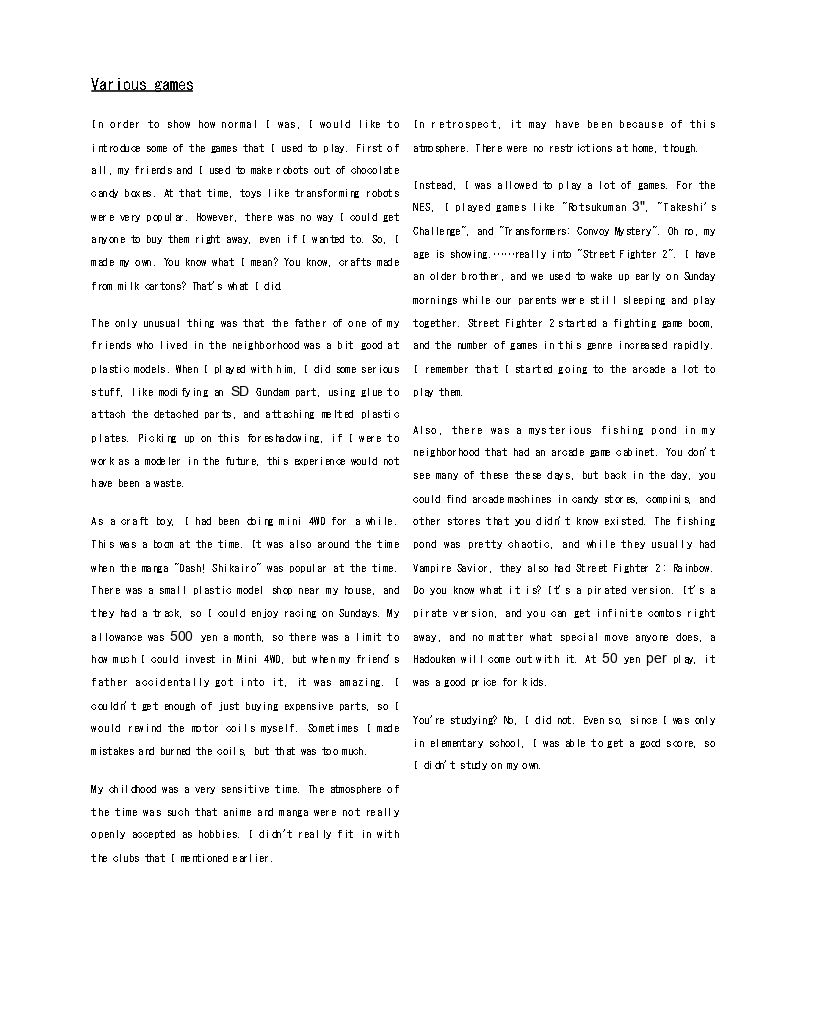 Various games
In order to show how normal I was, I would like to
introduce some of the games that I used to play. First of
all, my friends and I used to make robots out of chocolate
candy boxes. At that time, toys like transforming robots
were very popular. However, there was no way I could get
anyone to buy them right away, even if I wanted to. So, I
made my own. You know what I mean? You know, crafts made
from milk cartons? That's what I did.
The only unusual thing was that the father of one of my
friends who lived in the neighborhood was a bit good at
plastic models. When I played with him, I did some serious
stuff, like modifying an SD Gundam part, using glue to
attach the detached parts, and attaching melted plastic
plates. Picking up on this foreshadowing, if I were to
work as a modeler in the future, this experience would not
have been a waste.
As a craft boy, I had been doing mini 4WD for a while.
This was a boom at the time. It was also around the time
when the manga "Dash! Shikairo" was popular at the time.
There was a small plastic model shop near my house, and
they had a track, so I could enjoy racing on Sundays. My
allowance was 500 yen a month, so there was a limit to
how much I could invest in Mini 4WD, but when my friend's
father accidentally got into it, it was amazing. I
couldn't get enough of just buying expensive parts, so I
would rewind the motor coils myself. Sometimes I made
mistakes and burned the coils, but that was too much.
My childhood was a very sensitive time. The atmosphere of
the time was such that anime and manga were not really
openly accepted as hobbies. I didn't really fit in with
the clubs that I mentioned earlier.
In retrospect, it may have been because of this
atmosphere. There were no restrictions at home, though.
Instead, I was allowed to play a lot of games. For the
NES, I played games like "Rotsukuman 3", "Takeshi's
Challenge", and "Transformers: Convoy Mystery". Oh no, my
age is showing.……really into "Street Fighter 2". I have
an older brother, and we used to wake up early on Sunday
mornings while our parents were still sleeping and play
together. Street Fighter 2 started a fighting game boom,
and the number of games in this genre increased rapidly.
I remember that I started going to the arcade a lot to
play them.
Also, there was a mysterious fishing pond in my
neighborhood that had an arcade game cabinet. You don't
see many of these these days, but back in the day, you
could find arcade machines in candy stores, compinis, and
other stores that you didn't know existed. The fishing
pond was pretty chaotic, and while they usually had
Vampire Savior, they also had Street Fighter 2: Rainbow.
Do you know what it is? It's a pirated version. It's a
pirate version, and you can get infinite combos right
away, and no matter what special move anyone does, a
Hadouken will come out with it. At 50 yen per play, it
was a good price for kids.
You're studying? No, I did not. Even so, since I was only
in elementary school, I was able to get a good score, so
I didn't study on my own.